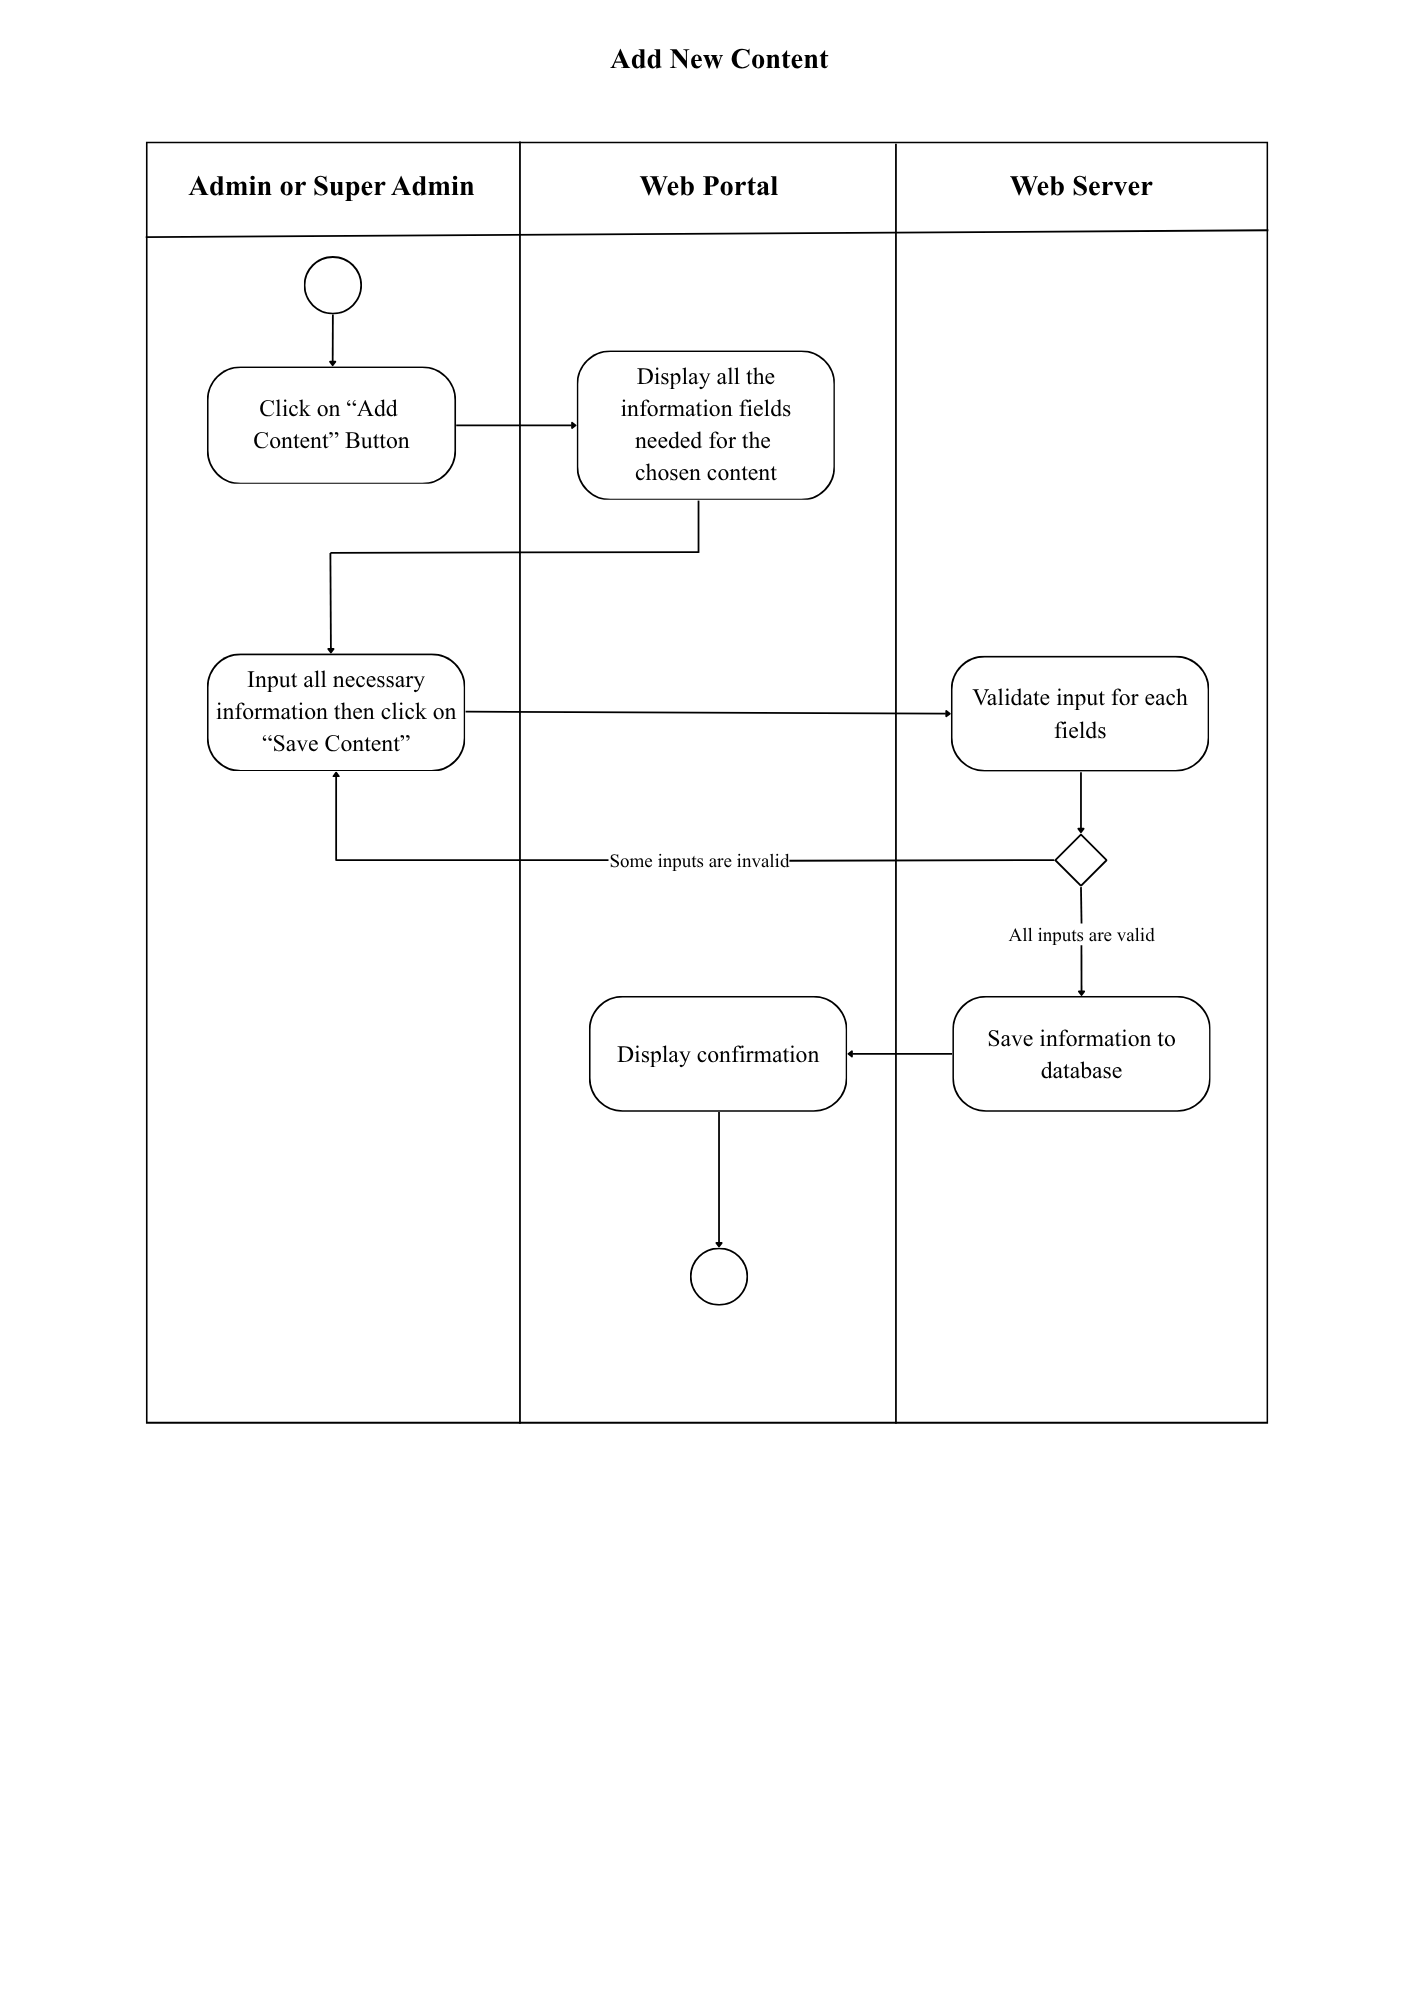 Add New Content
Admin or Super Admin
Web Portal
Web Server
Click on “Add
Content” Button
Display all the
information fields
needed for the
chosen content
Input all necessary
information then click on
“Save Content”
Validate input for each
fields
Some inputs are invalid
All inputs are valid
Display confirmation
Save information to
database